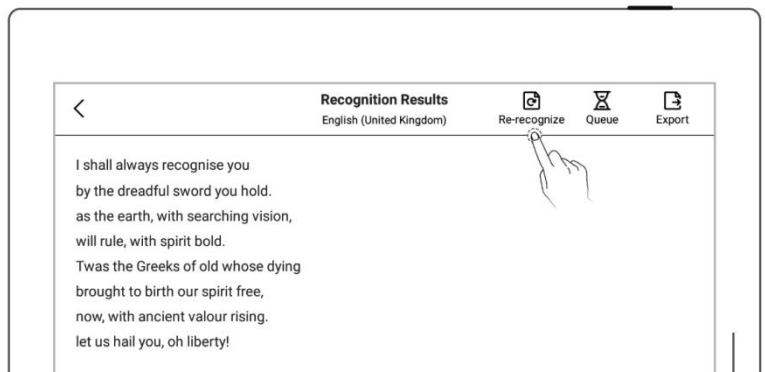 Recognition Results
English (United Kingdom)
Re-recognize
Queue
Export
I shall always recognise you
by the dreadful sword you hold.
as the earth, with searching vision,
will rule, with spirit bold.
Twas the Greeks of old whose dying
brought to birth our spirit free,
now, with ancient valour rising.
let us hail you, oh liberty!